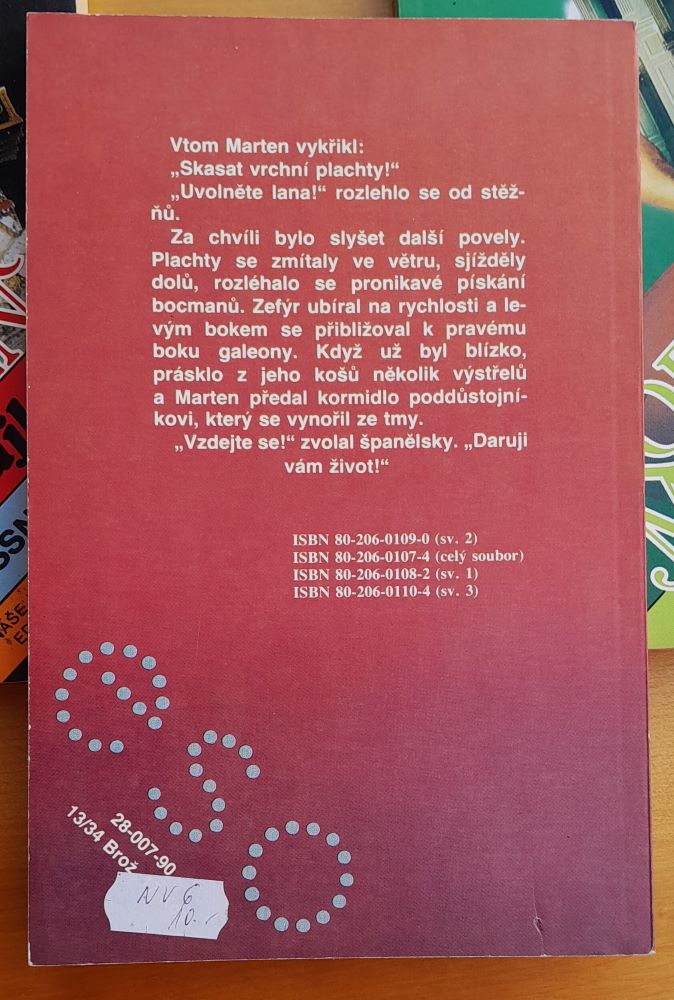 Vtom Marten vykřikl:
„Skasat vrchní plachty!“
„Uvolněte lana!“ rozlehlo se od stěž-
ňů.
Za chvíli bylo slyšet další povely.
Plachty se zmítaly ve větru, sjížděly
dolů, rozléhalo se pronikavé pískání
bocmanů. Zefýr ubíral na rychlosti a le-
vým bokem se přibližoval k pravému
boku galeony. Když už byl blízko,
prásklo z jeho košů několik výstřelů
a Marten předal kormidlo poddůstojní-
kovi, který se vynořil ze tmy.
„Vzdejte se!“ zvolal španělsky. „Daruji
vám život!“
ISBN 80-206-0109-0 (sv. 2)
ISBN 80-206-0107-4 (celý soubor)
ISBN 80-206-0108-2 (sv. 1)
ISBN 80-206-0110-4 (sv. 3)
eso
28-007-90
13/34 Brož
NV 6
10.-